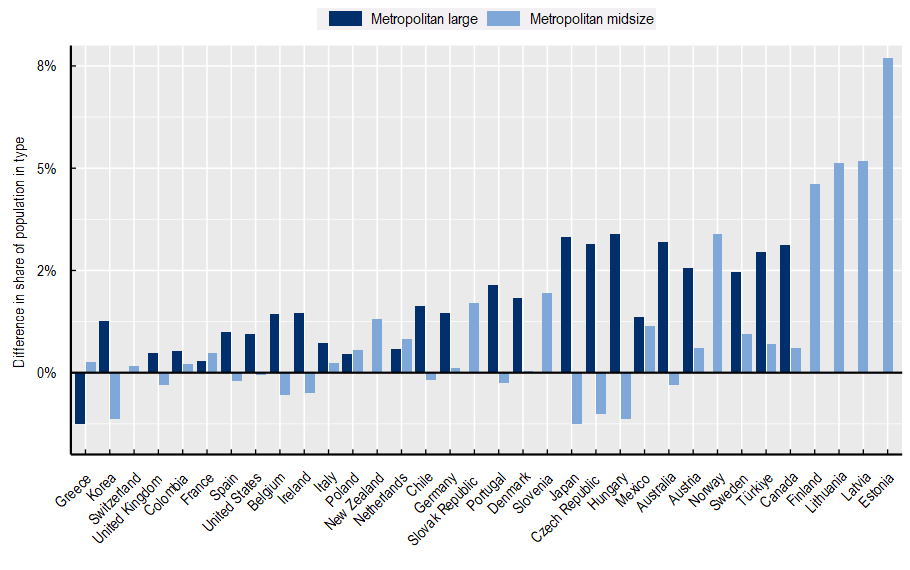 Metropolitan large
Metropolitan midsize
Difference in share of population in type
8%
5%
2%
0%
Greece
Korea
Switzerland
United Kingdom
Colombia
France
Spain
United States
Belgium
Ireland
Italy
Poland
New Zealand
Netherlands
Chile
Germany
Slovak Republic
Portugal
Denmark
Slovenia
Japan
Czech Republic
Hungary
Mexico
Australia
Austria
Norway
Sweden
Türkiye
Canada
Finland
Lithuania
Latvia
Estonia